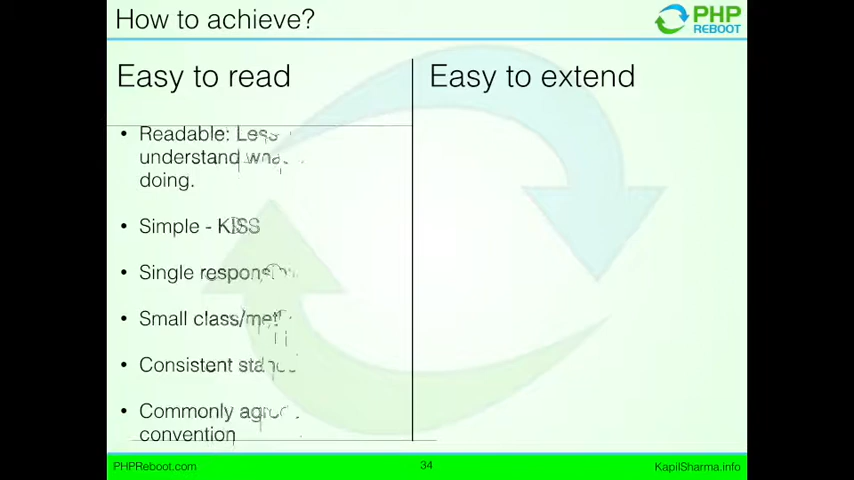 How to achieve?
PHP
REBOOT
Easy to read
Easy to extend
• Readable: Less
understand what
doing.
• Simple - KISS
• Single
• Small
• Consistent
• Commonly
convention
PHPReboot.com
34
KapilSharma.info